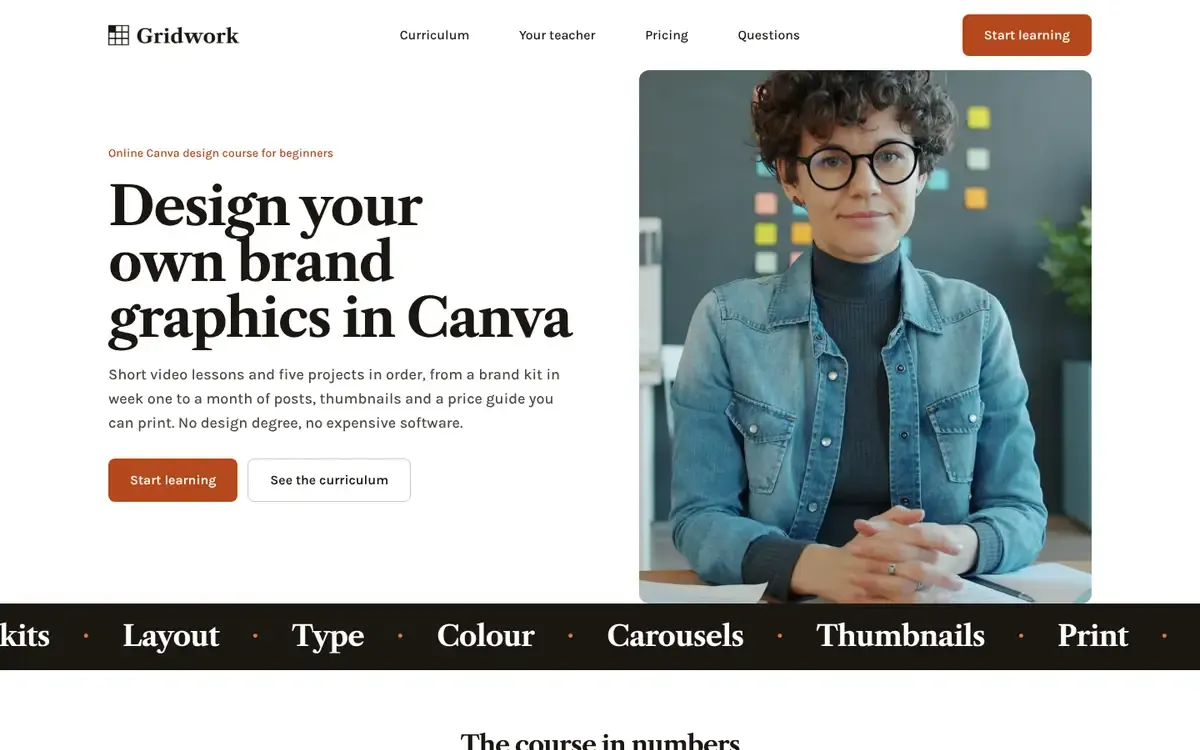 Gridwork
Curriculum
Your teacher
Pricing
Questions
Start learning
Online Canva design course for beginners
Design your
own brand
graphics in Canva
Short video lessons and five projects in order, from a brand kit in
week one to a month of posts, thumbnails and a price guide you
can print. No design degree, no expensive software.
Start learning
See the curriculum
kits · Layout · Type · Colour · Carousels · Thumbnails · Print ·
The course in numbers